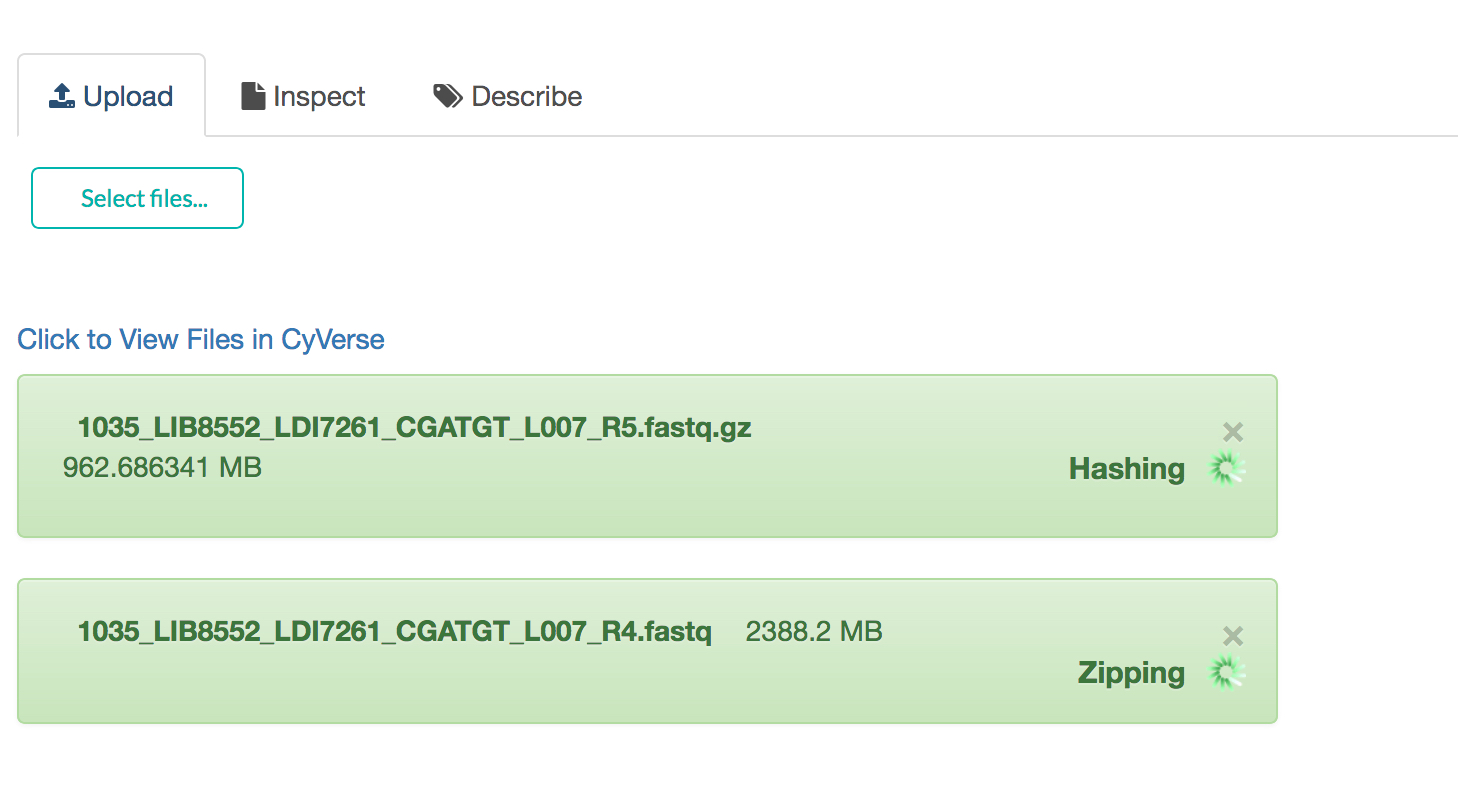 Upload Inspect Describe
Select files...
Click to View Files in CyVerse
1035_LIB8552_LDI7261_CGATGT_L007_R5.fastq.gz
962.686341 MB Hashing
1035_LIB8552_LDI7261_CGATGT_L007_R4.fastq 2388.2 MB
Zipping